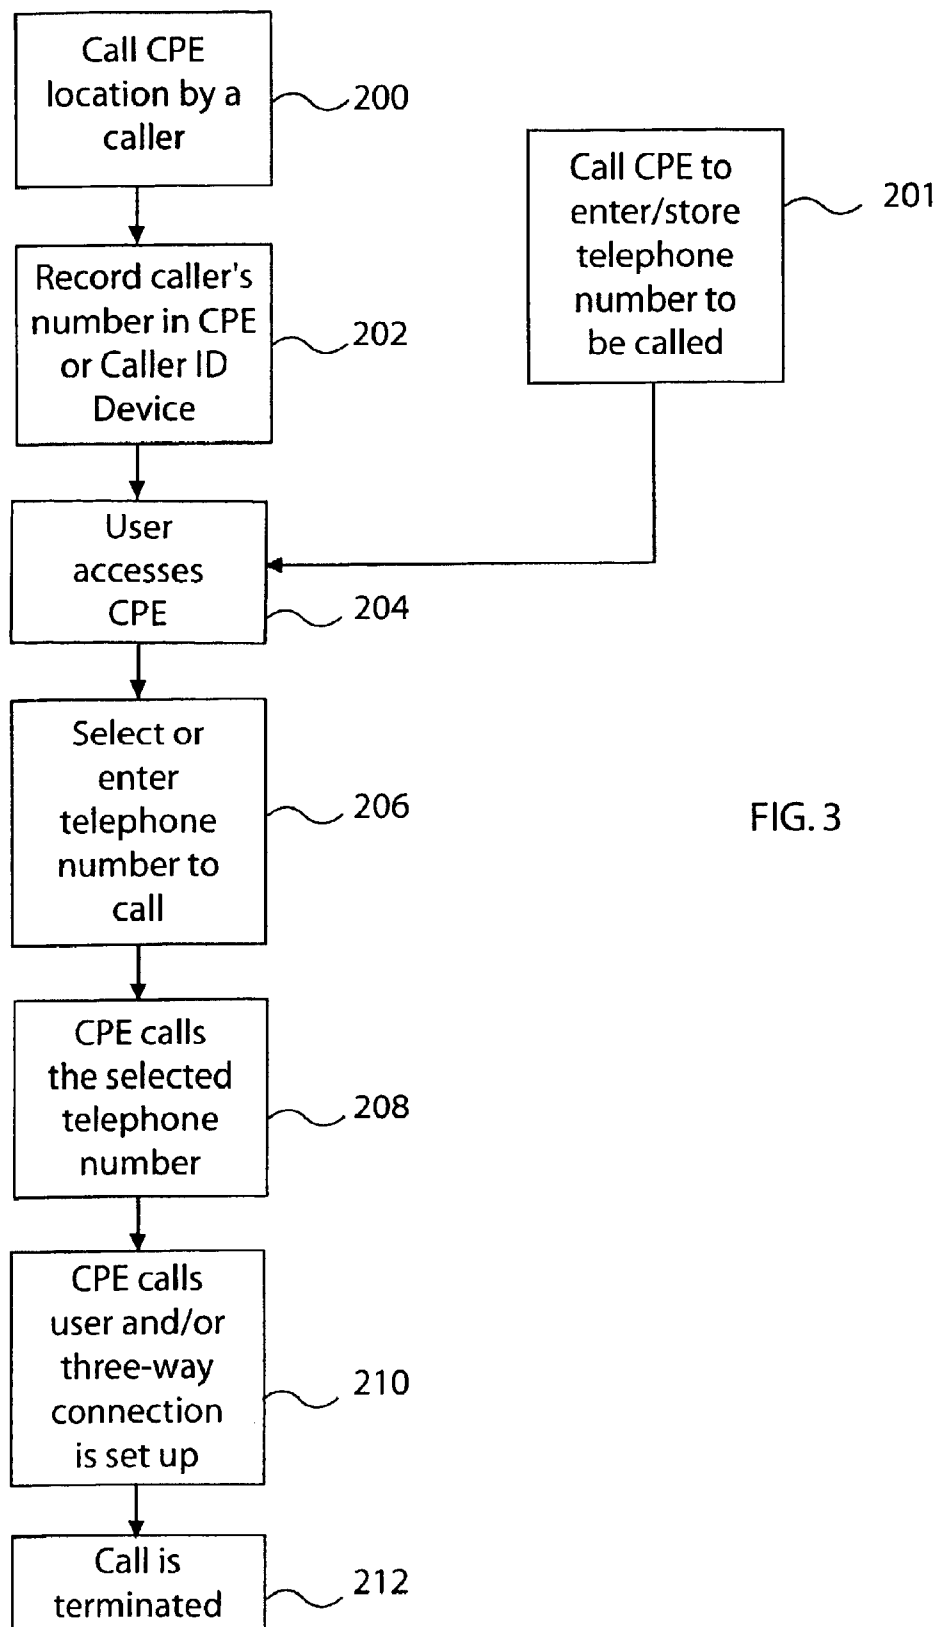 Call CPE
location by a
caller
200
Call CPE to
enter/store
telephone
number to
be called
201
Record caller's
number in CPE
or Caller ID
Device
202
User
accesses
CPE
204
Select or
enter
telephone
number to
call
206
FIG. 3
CPE calls
the selected
telephone
number
208
CPE calls
user and/or
three-way
connection
is set up
210
Call is
terminated
212